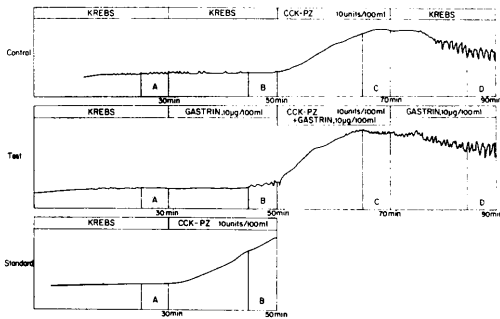 KREBS KREBS CCK-PZ 10units/100ml KREBS
Control
A B C D
30min 50min 70min 90min
KREBS GASTRIN,10µg/100ml CCK-PZ 10units/100ml GASTRIN,10µg/100ml
+GASTRIN,10µg/100ml
Test
A B C D
30min 50min 70min 90min
KREBS CCK-PZ 10units/100ml
Standard
A B
30min 50min